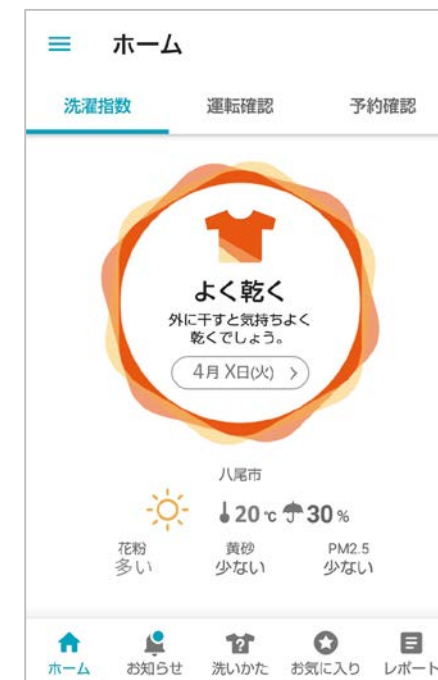 ホーム
洗濯指数 運転確認 予約確認
よく乾く
外に干すと気持ちよく
乾くでしょう。
4月 X日(火)
八尾市
20℃ 30%
花粉 黄砂 PM2.5
多い 少ない 少ない
ホーム お知らせ 洗いかた お気に入り レポート